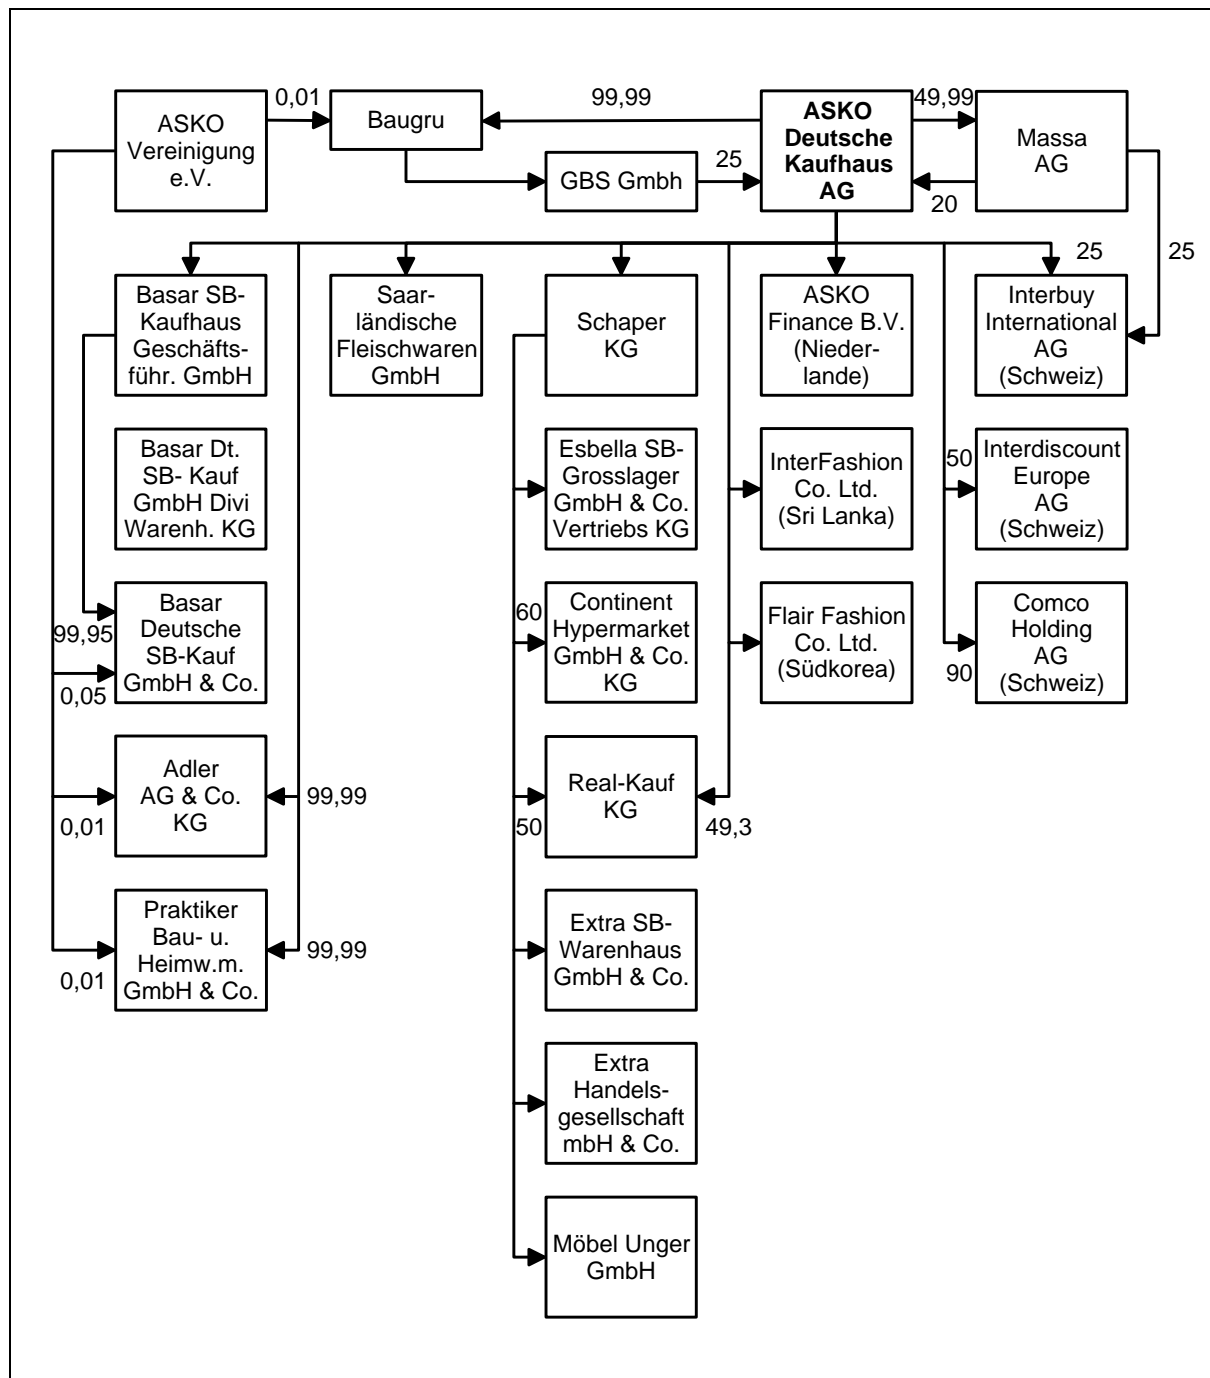 0,01
99,99
49,99
ASKO
Vereinigung
e.V.
Baugru
ASKO
Deutsche
Kaufhaus
AG
Massa
AG
GBS Gmbh
25
20
25
25
Basar SB-
Kaufhaus
Geschäfts-
führ. GmbH
Saar-
ländische
Fleischwaren
GmbH
Schaper
KG
ASKO
Finance B.V.
(Nieder-
lande)
Interbuy
International
AG
(Schweiz)
Basar Dt.
SB- Kauf
GmbH Divi
Warenh. KG
Esbella SB-
Grosslager
GmbH & Co.
Vertriebs KG
InterFashion
Co. Ltd.
(Sri Lanka)
50
Interdiscount
Europe
AG
(Schweiz)
99,95
0,05
Basar
Deutsche
SB-Kauf
GmbH & Co.
60
Continent
Hypermarket
GmbH & Co.
KG
Flair Fashion
Co. Ltd.
(Südkorea)
90
Comco
Holding
AG
(Schweiz)
0,01
Adler
AG & Co.
KG
99,99
50
Real-Kauf
KG
49,3
0,01
Praktiker
Bau- u.
Heimw.m.
GmbH & Co.
99,99
Extra SB-
Warenhaus
GmbH & Co.
Extra
Handels-
gesellschaft
mbH & Co.
Möbel Unger
GmbH